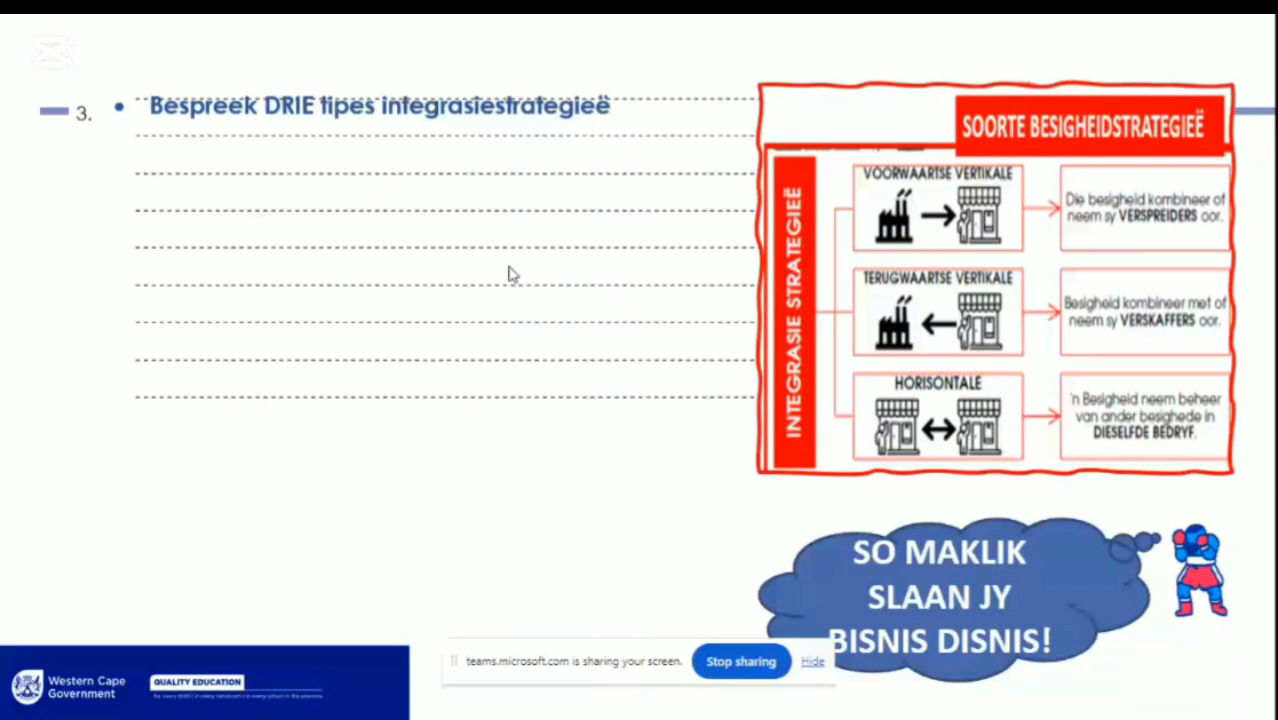 3. • Bespreek DRIE tipes integrasiestrategieë
SOORTE BESIGHEIDSTRATEGIEË
INTEGRASIE STRATEGIEË
VOORWAARTSE VERTIKALE
Die besigheid kombineer of
neem sy VERSPREIDERS oor.
TERUGWAARTSE VERTIKALE
Besigheid kombineer met of
neem sy VERSKAFFERS oor.
HORISONTALE
'n Besigheid neem beheer
van ander besighede in
DIESELFDE BEDRYF.
SO MAKLIK
SLAAN JY
BISNIS DISNIS!
teams.microsoft.com is sharing your screen.
Stop sharing
Hide
Western Cape
Government
QUALITY EDUCATION